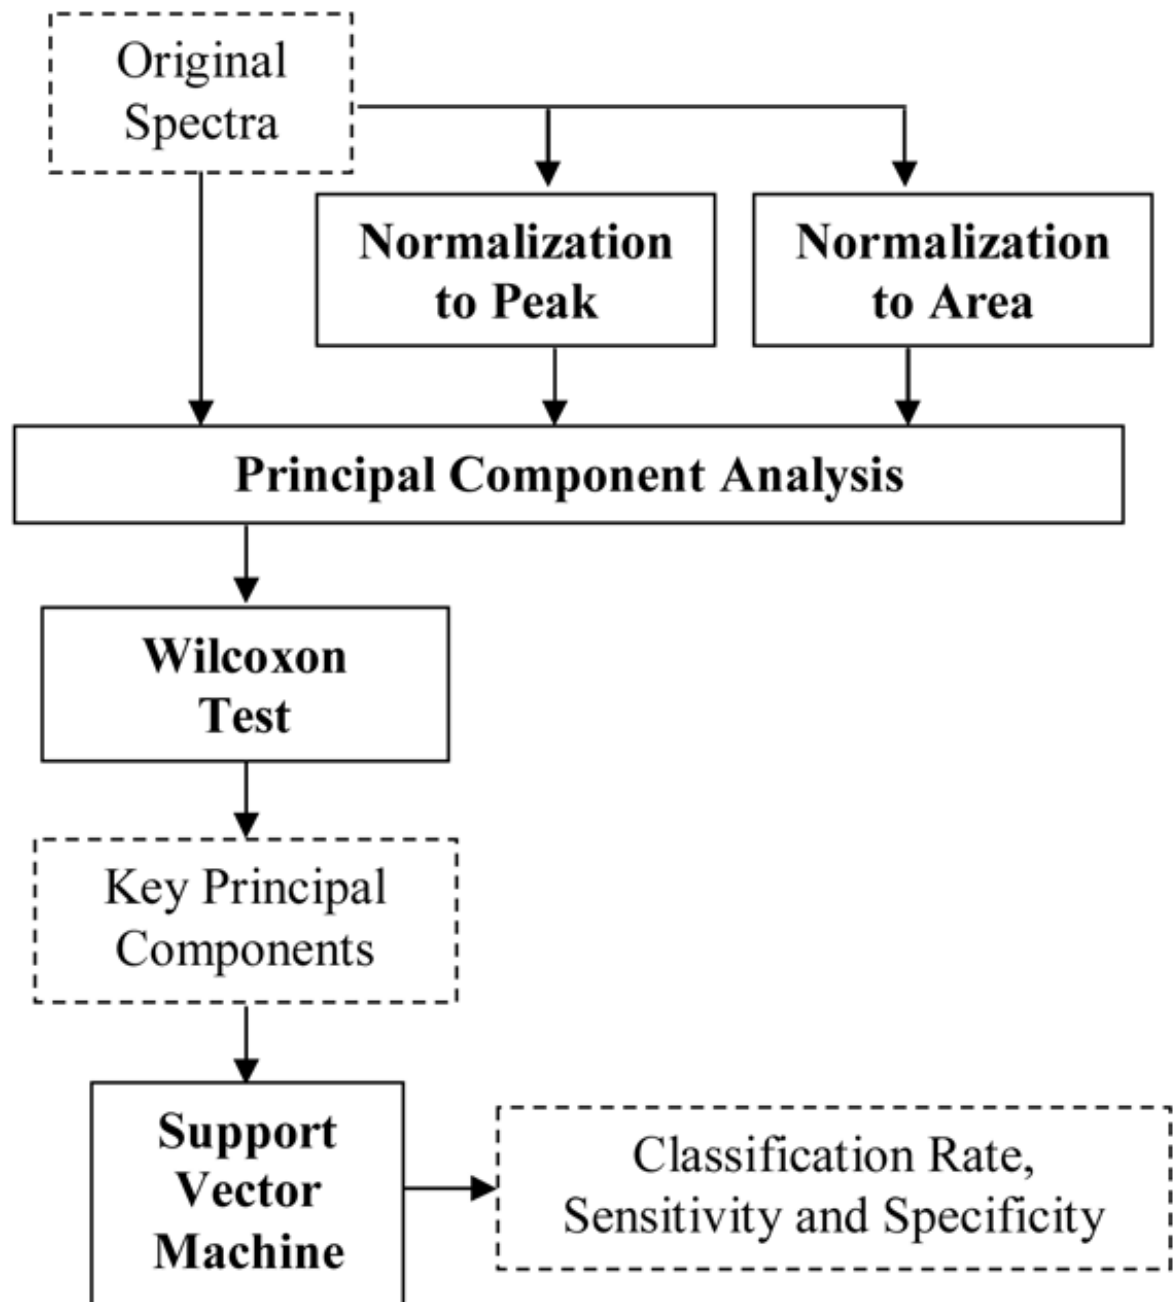 Original
Spectra
Normalization
to Peak
Normalization
to Area
Principal Component Analysis
Wilcoxon
Test
Key Principal
Components
Support
Vector
Machine
Classification Rate,
Sensitivity and Specificity